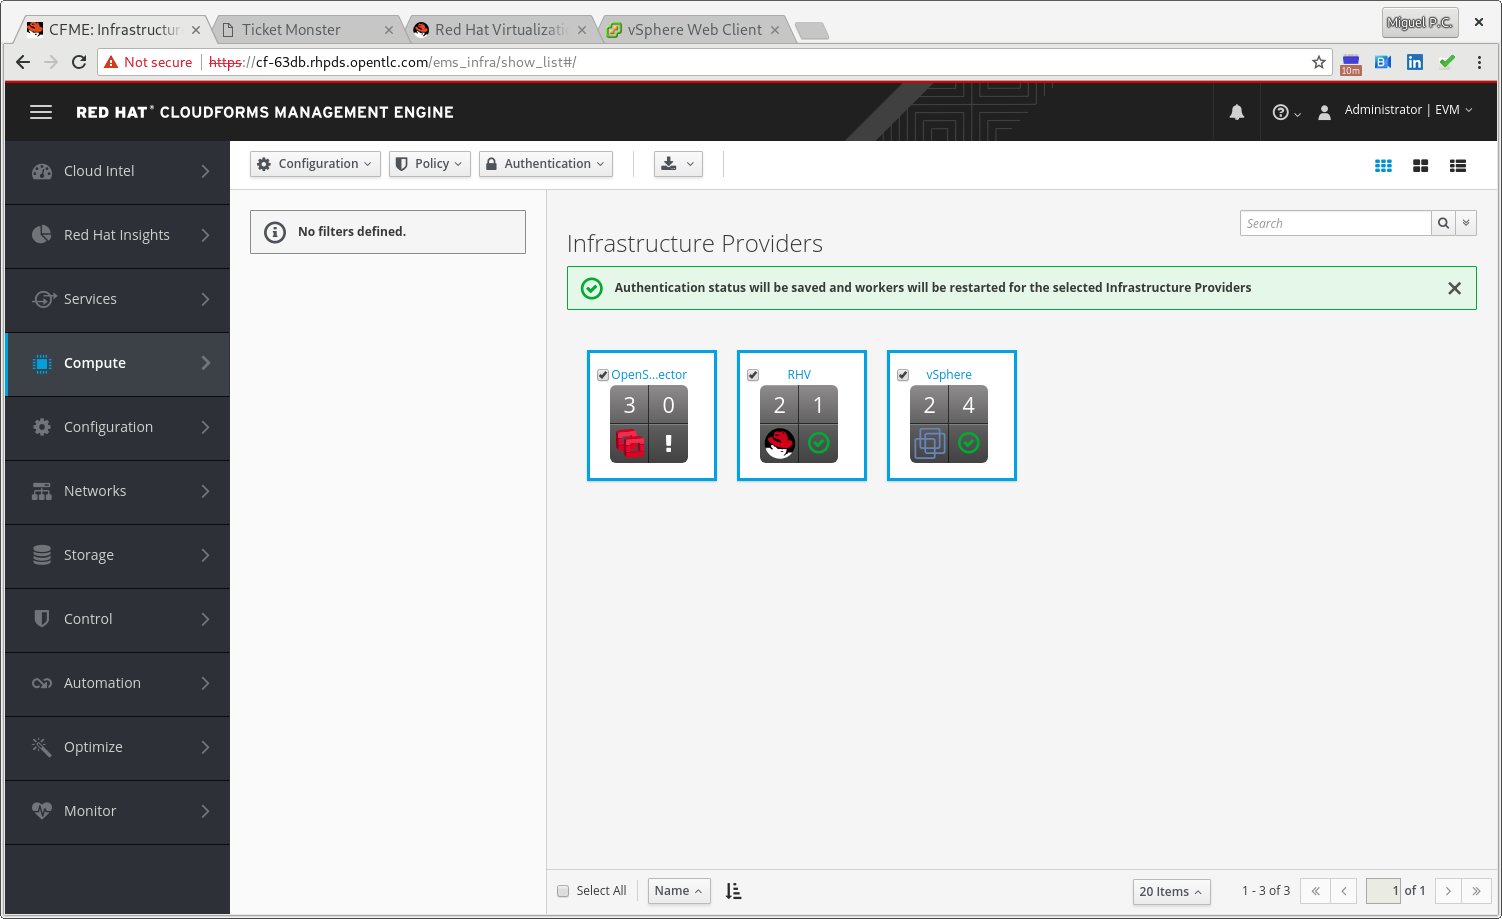 CFME: Infrastructur
Ticket Monster
Red Hat Virtualizati
vSphere Web Client
Miguel P.C.
Not secure
https://cf-63db.rhpds.opentlc.com/ems_infra/show_list#/
10m
RED HAT® CLOUDFORMS MANAGEMENT ENGINE
Administrator | EVM
Cloud Intel
Red Hat Insights
Services
Compute
Configuration
Networks
Storage
Control
Automation
Optimize
Monitor
Configuration
Policy
Authentication
No filters defined.
Search
Infrastructure Providers
Authentication status will be saved and workers will be restarted for the selected Infrastructure Providers
OpenS...ector
3 0
!
RHV
2 1
vSphere
2 4
Select All
Name
20 Items
1 - 3 of 3
1 of 1